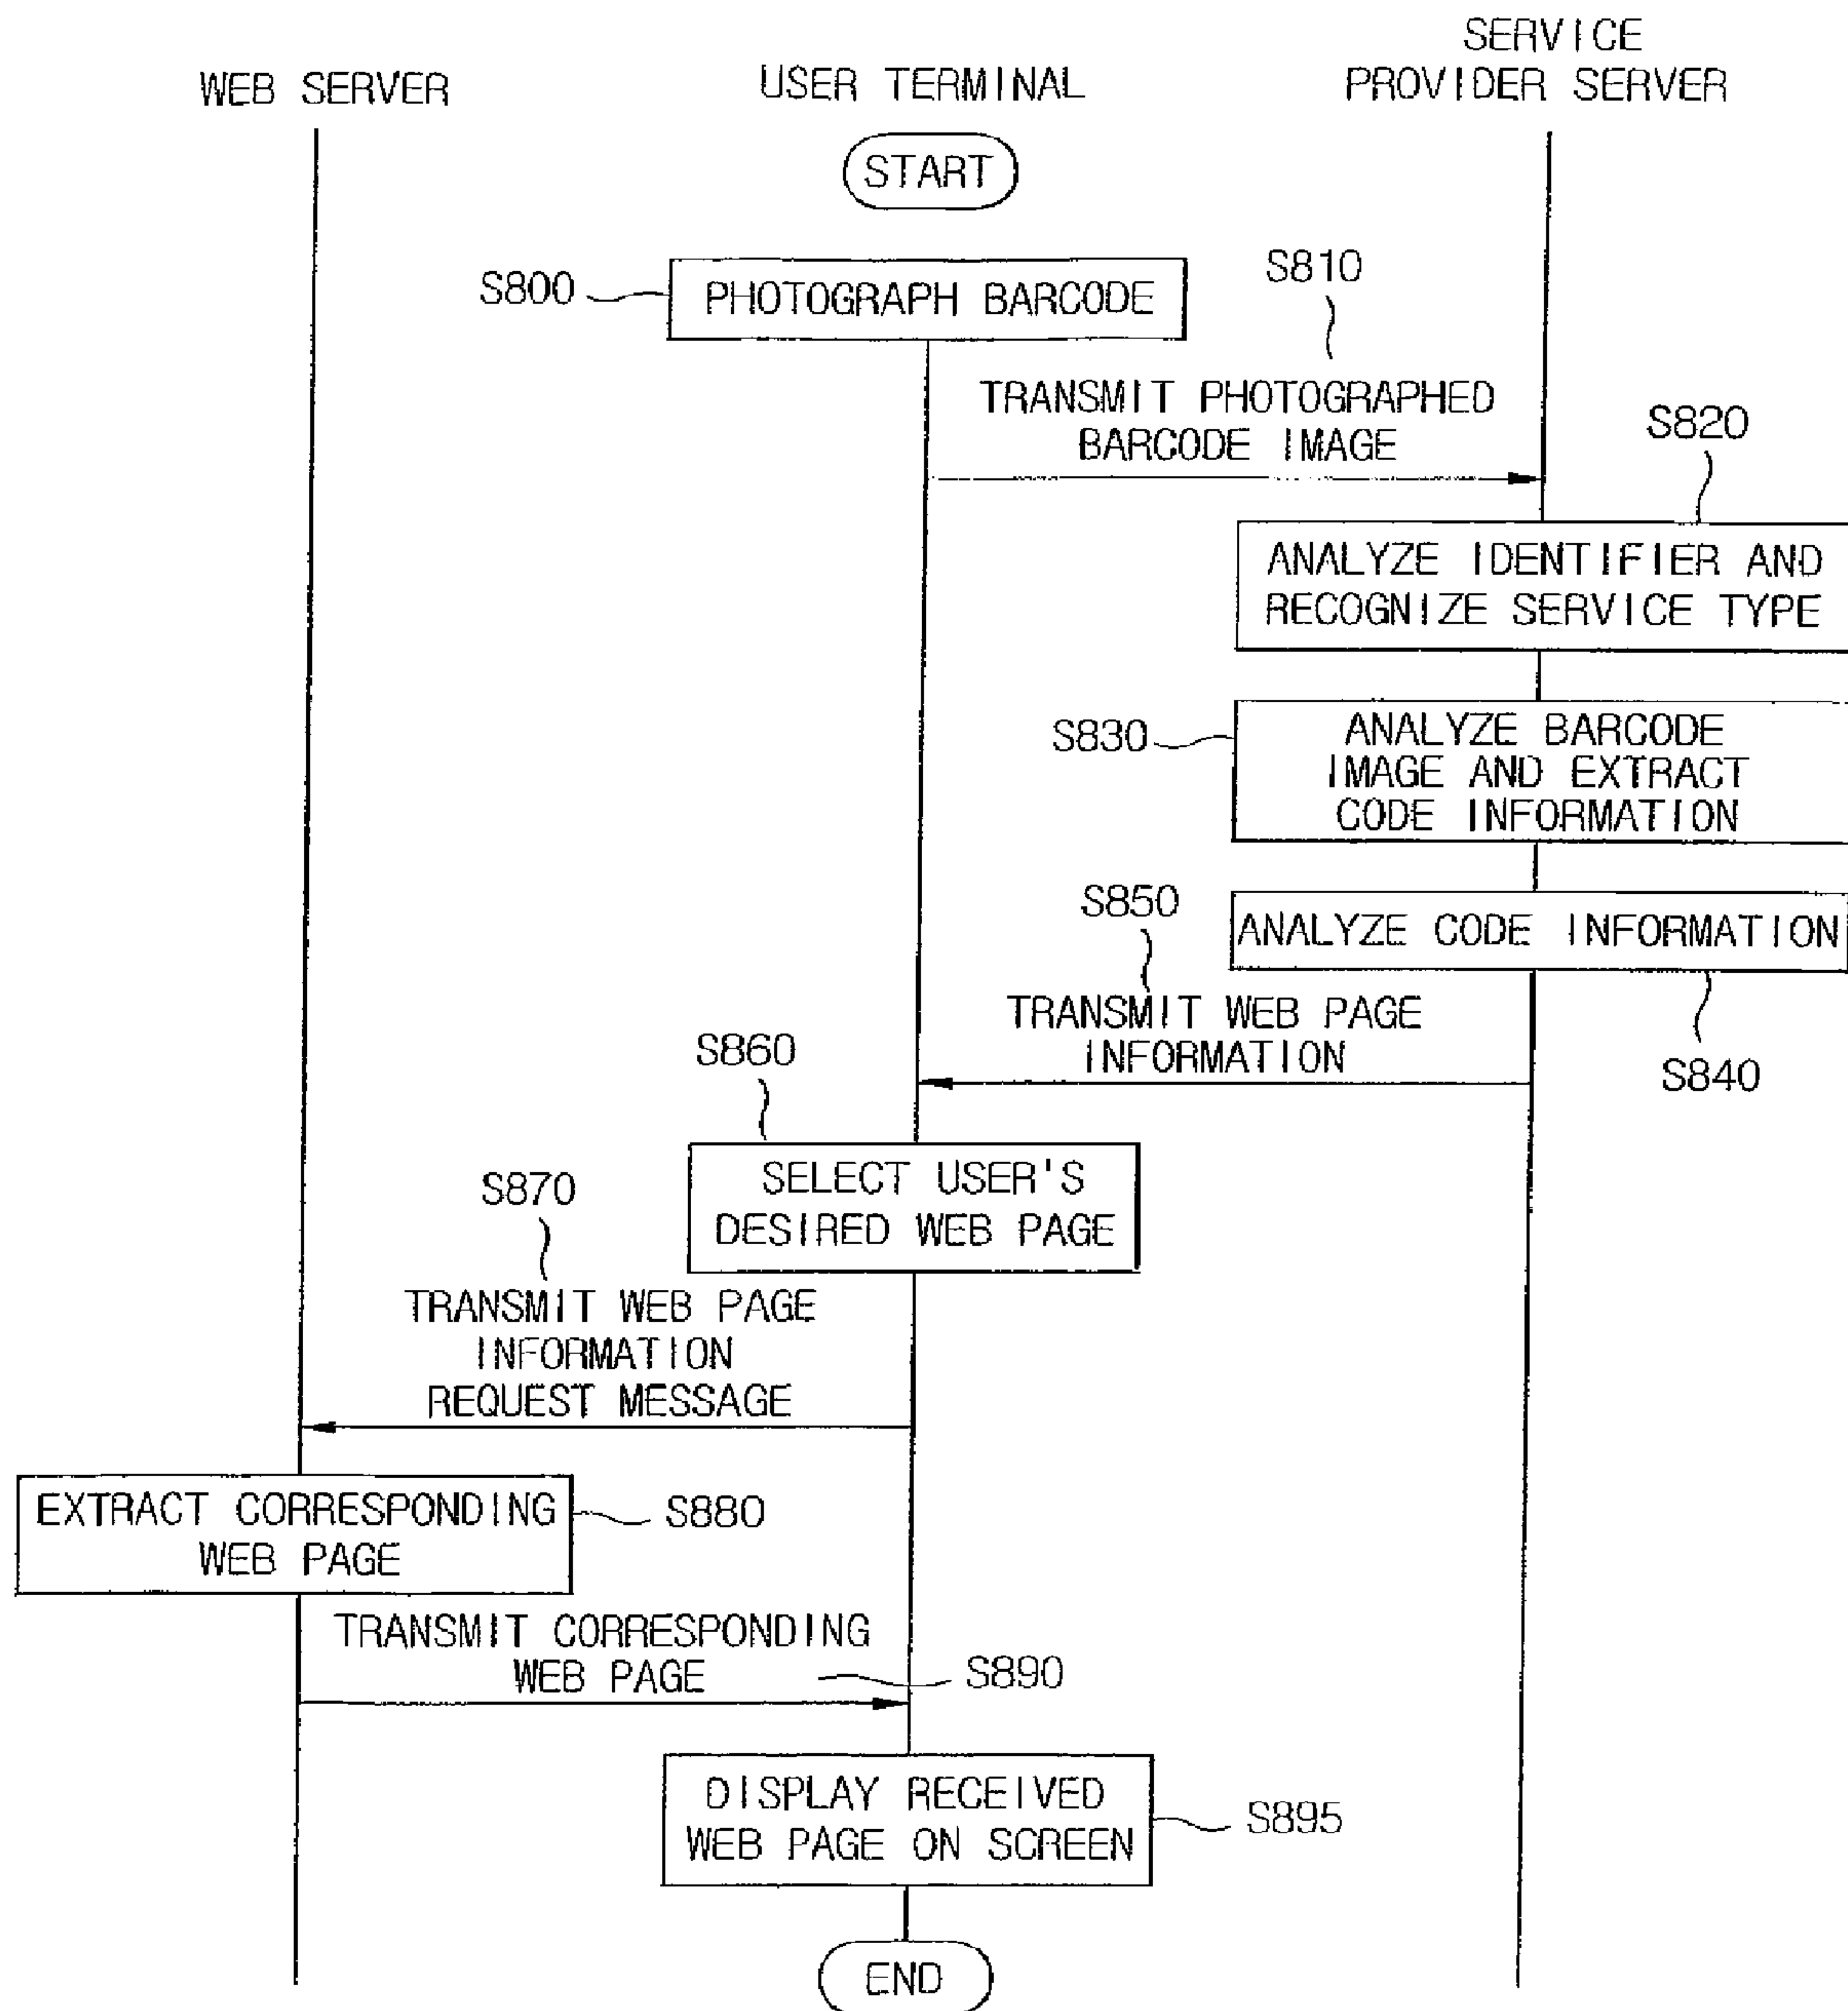 WEB SERVER
USER TERMINAL
SERVICE
PROVIDER SERVER
START
S800
PHOTOGRAPH BARCODE
S810
TRANSMIT PHOTOGRAPHED
BARCODE IMAGE
S820
ANALYZE IDENTIFIER AND
RECOGNIZE SERVICE TYPE
S830
ANALYZE BARCODE
IMAGE AND EXTRACT
CODE INFORMATION
S850
ANALYZE CODE INFORMATION
TRANSMIT WEB PAGE
INFORMATION
S840
S860
SELECT USER'S
DESIRED WEB PAGE
S870
TRANSMIT WEB PAGE
INFORMATION
REQUEST MESSAGE
EXTRACT CORRESPONDING
WEB PAGE
S880
TRANSMIT CORRESPONDING
WEB PAGE
S890
DISPLAY RECEIVED
WEB PAGE ON SCREEN
S895
END